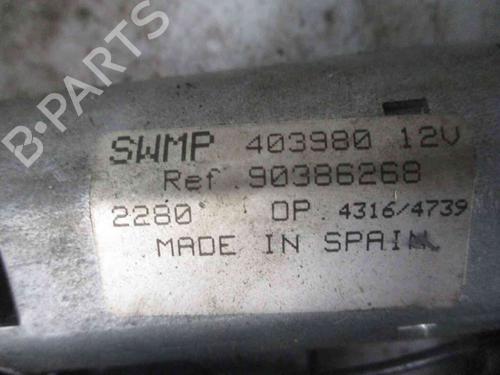 B-PARTS
SWMP 403980 12V
Ref.90386268
2280° OP.4316/4739
MADE IN SPAIN